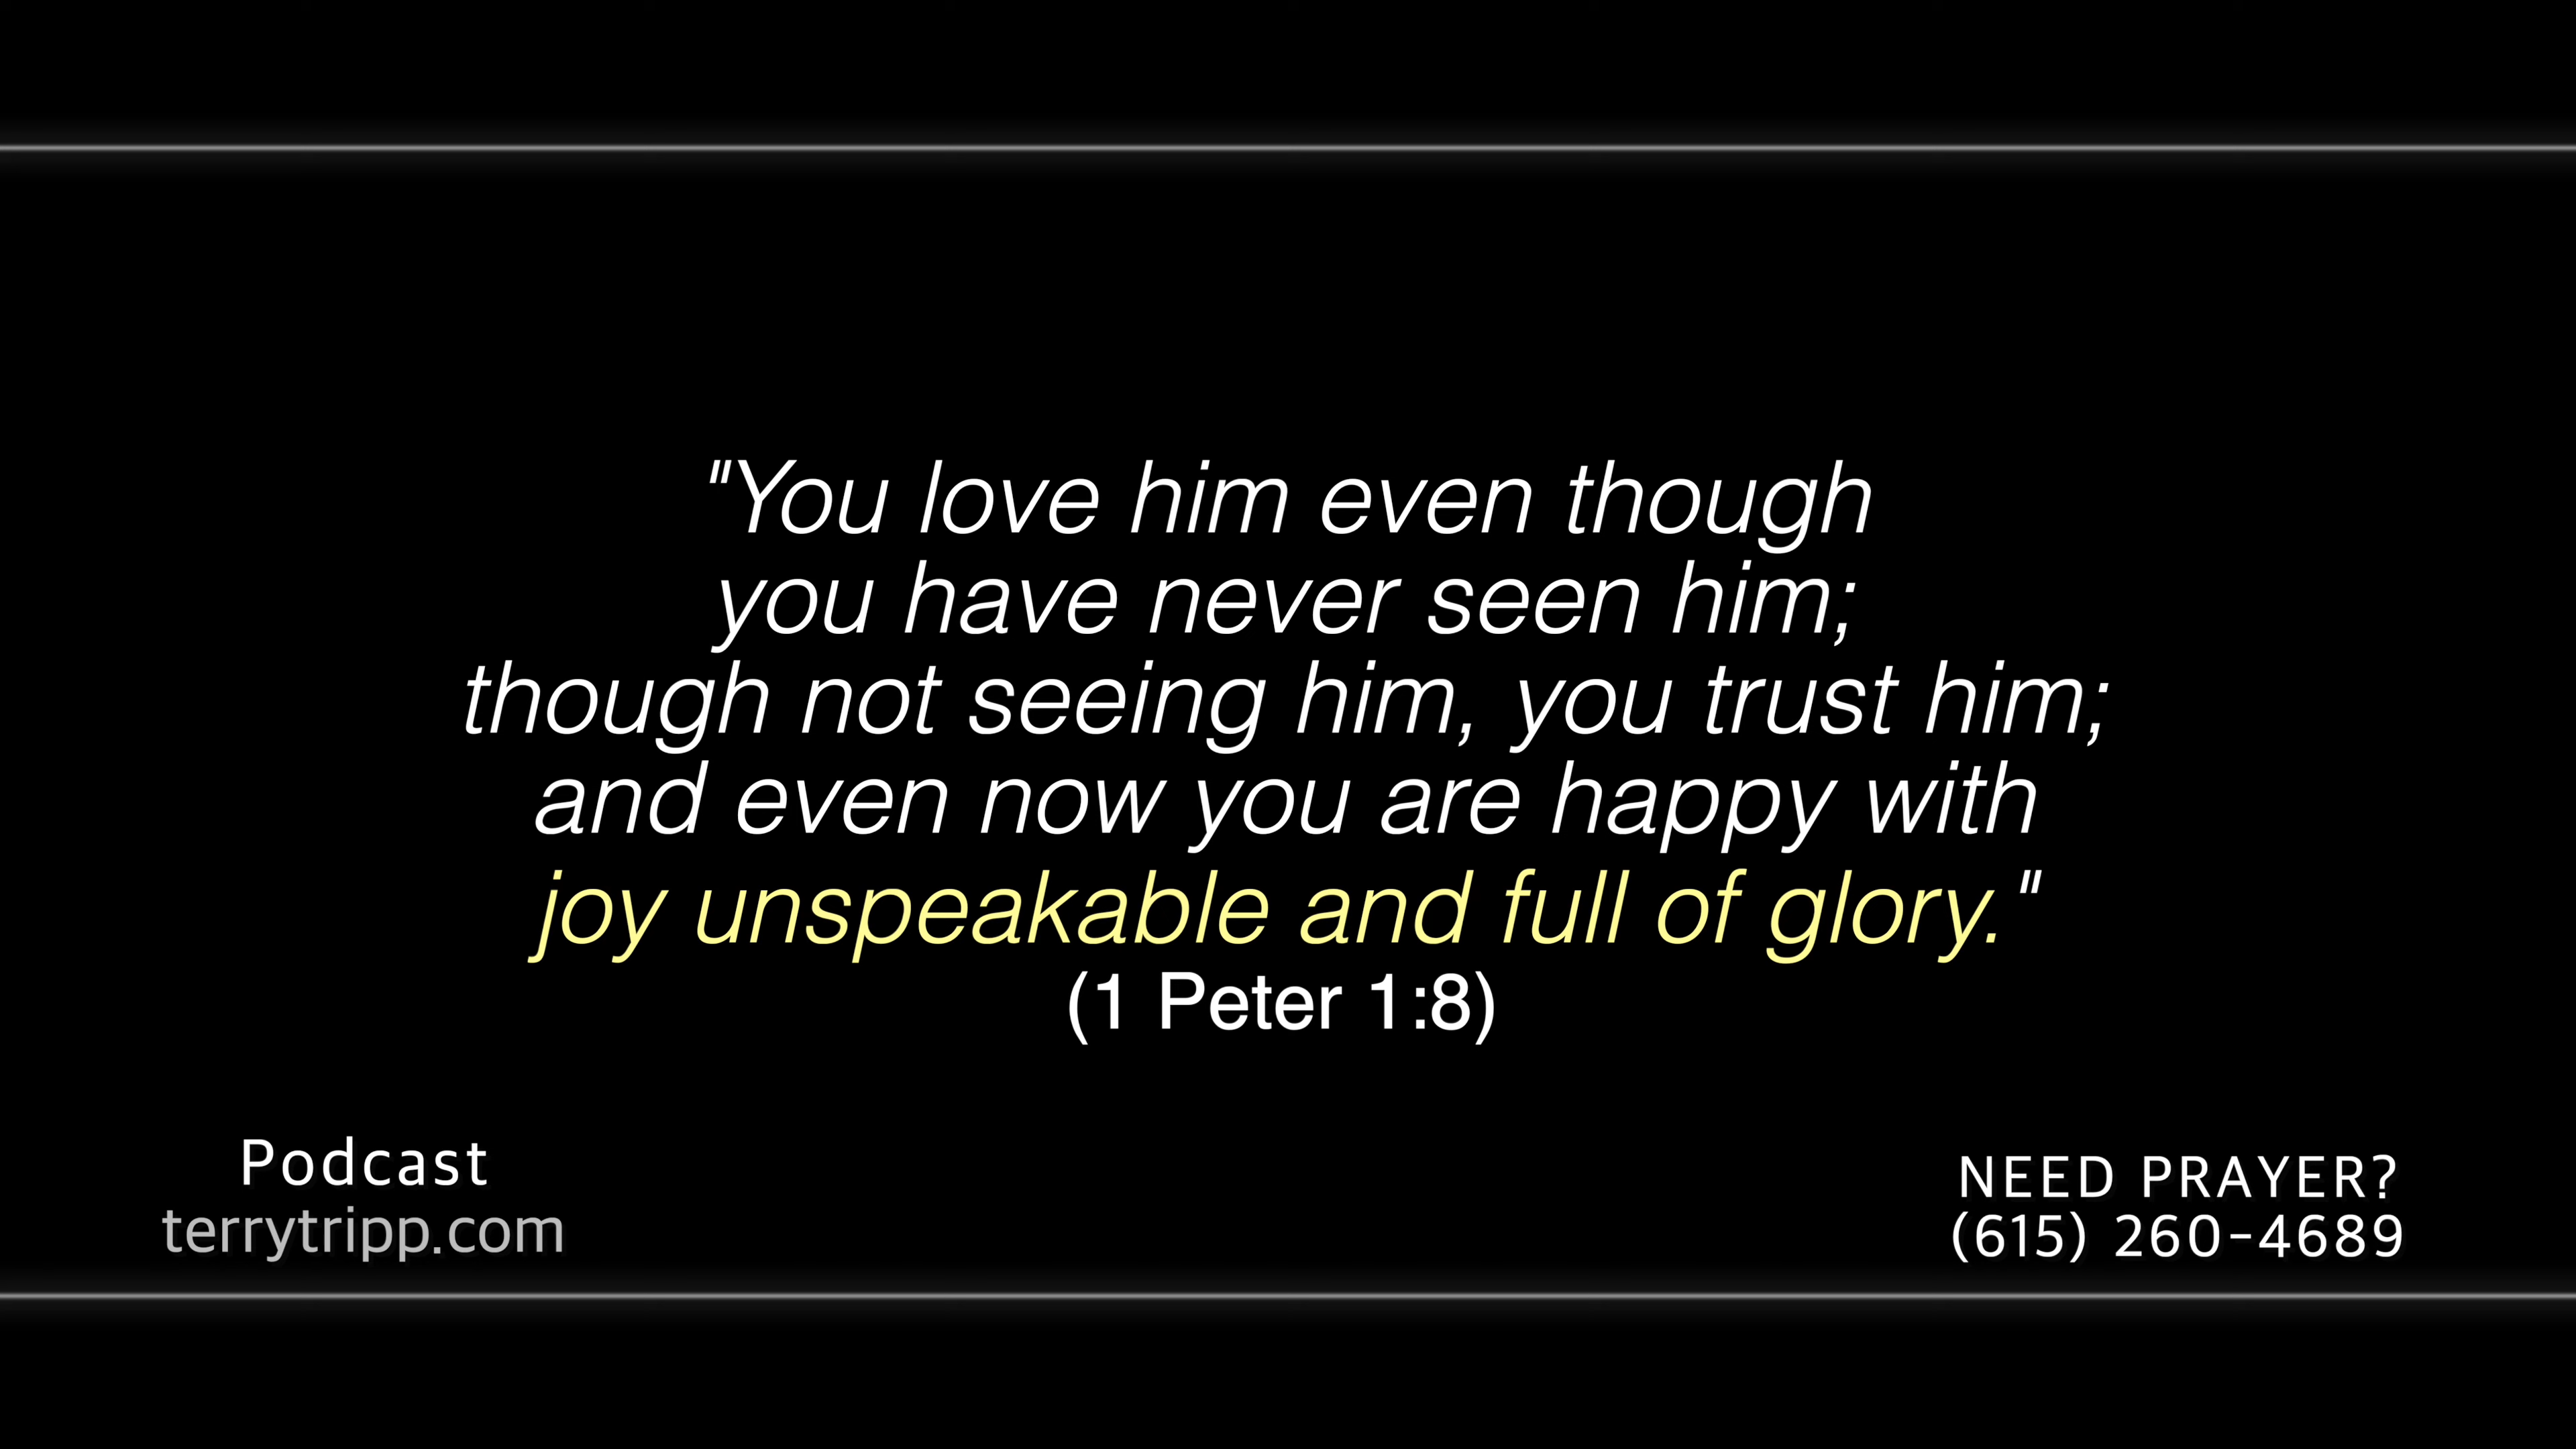 "You love him even though
you have never seen him;
though not seeing him, you trust him;
and even now you are happy with
joy unspeakable and full of glory."
(1 Peter 1:8)
Podcast
terrytripp.com
NEED PRAYER?
(615) 260-4689